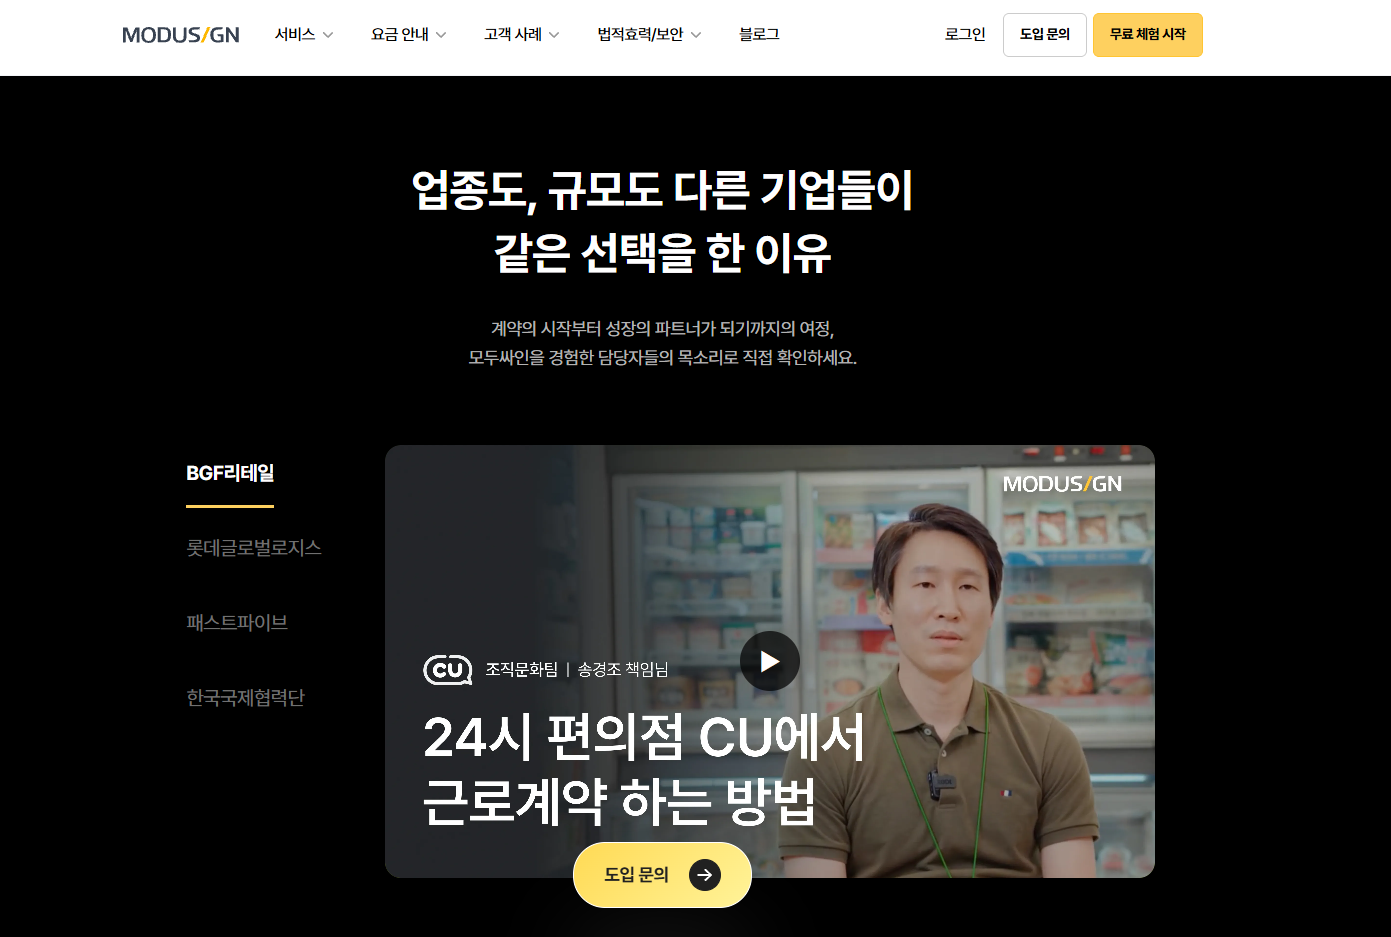 MODUSIGN
서비스
요금 안내
고객 사례
법적효력/보안
블로그
로그인
도입 문의
무료 체험 시작
업종도, 규모도 다른 기업들이
같은 선택을 한 이유
계약의 시작부터 성장의 파트너가 되기까지의 여정,
모두싸인을 경험한 담당자들의 목소리로 직접 확인하세요.
BGF리테일
롯데글로벌로지스
패스트파이브
한국국제협력단
MODUSIGN
CU 조직문화팀 | 송경조 책임님
24시 편의점 CU에서
근로계약 하는 방법
도입 문의